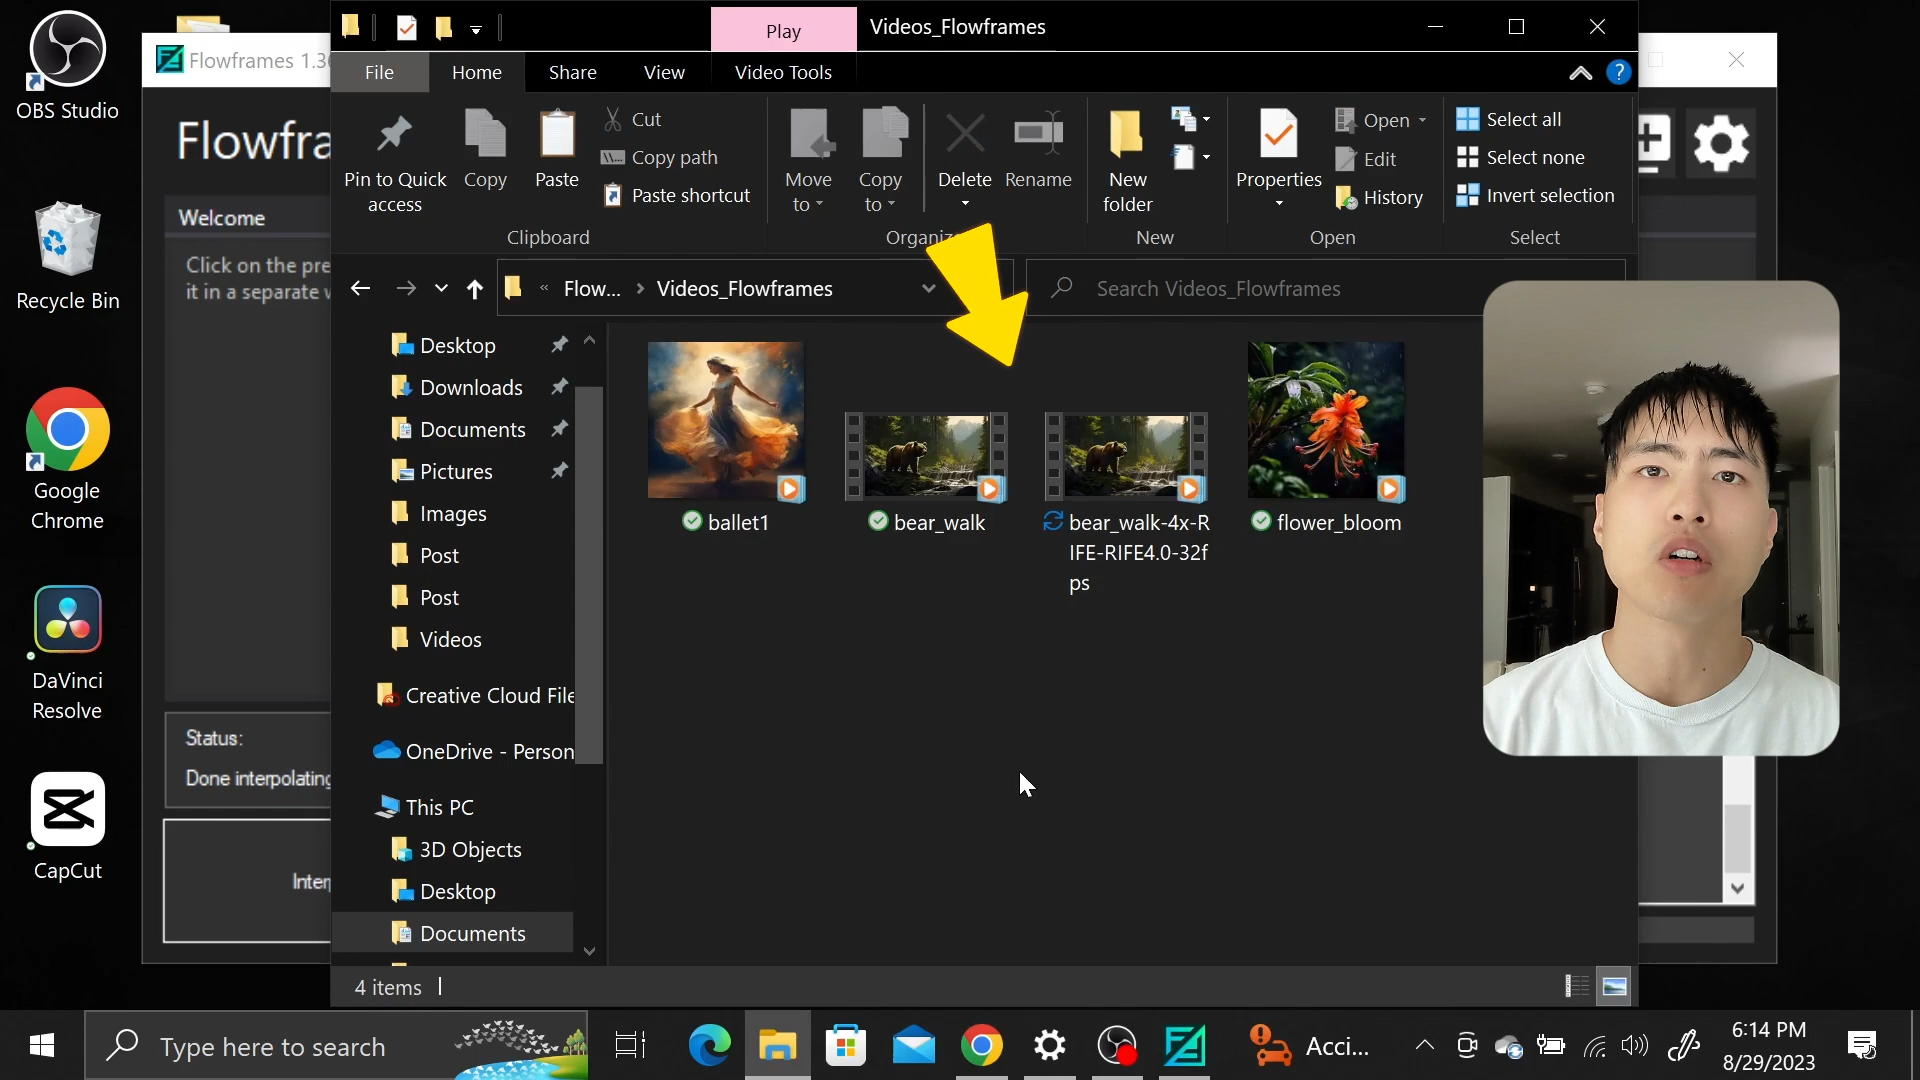 Play
Videos_Flowframes
OBS Studio
Flowframes 1.36
File
Home
Share
View
Video Tools
?
Flowfra
Pin to Quick
access
Copy
Paste
Cut
Copy path
Paste shortcut
Move
to
Copy
to
Delete
Rename
New
folder
Properties
Open
Edit
History
Select all
Select none
Invert selection
Clipboard
New
Open
Select
Welcome
Click on the pre
it in a separate
Recycle Bin
« Flow... › Videos_Flowframes
Search Videos_Flowframes
Desktop
Downloads
Documents
Pictures
Images
Post
Post
Videos
Creative Cloud File
OneDrive - Person
This PC
3D Objects
Desktop
Documents
ballet1
bear_walk
bear_walk-4x-R
IFE-RIFE4.0-32f
ps
flower_bloom
Google
Chrome
DaVinci
Resolve
CapCut
Status:
Done interpolating
Inter
4 items
Type here to search
Acci...
6:14 PM
8/29/2023